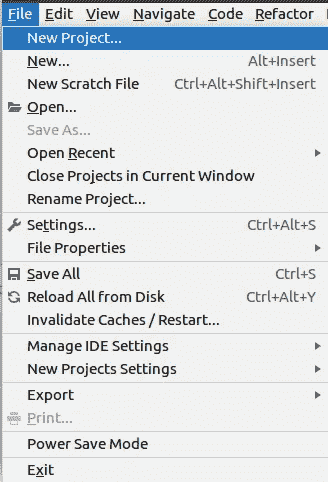 File Edit View Navigate Code Refactor
New Project...
New... Alt+Insert
New Scratch File Ctrl+Alt+Shift+Insert
Open...
Save As...
Open Recent
Close Projects in Current Window
Rename Project...
Settings... Ctrl+Alt+S
File Properties
Save All Ctrl+S
Reload All from Disk Ctrl+Alt+Y
Invalidate Caches / Restart...
Manage IDE Settings
New Projects Settings
Export
Print...
Power Save Mode
Exit